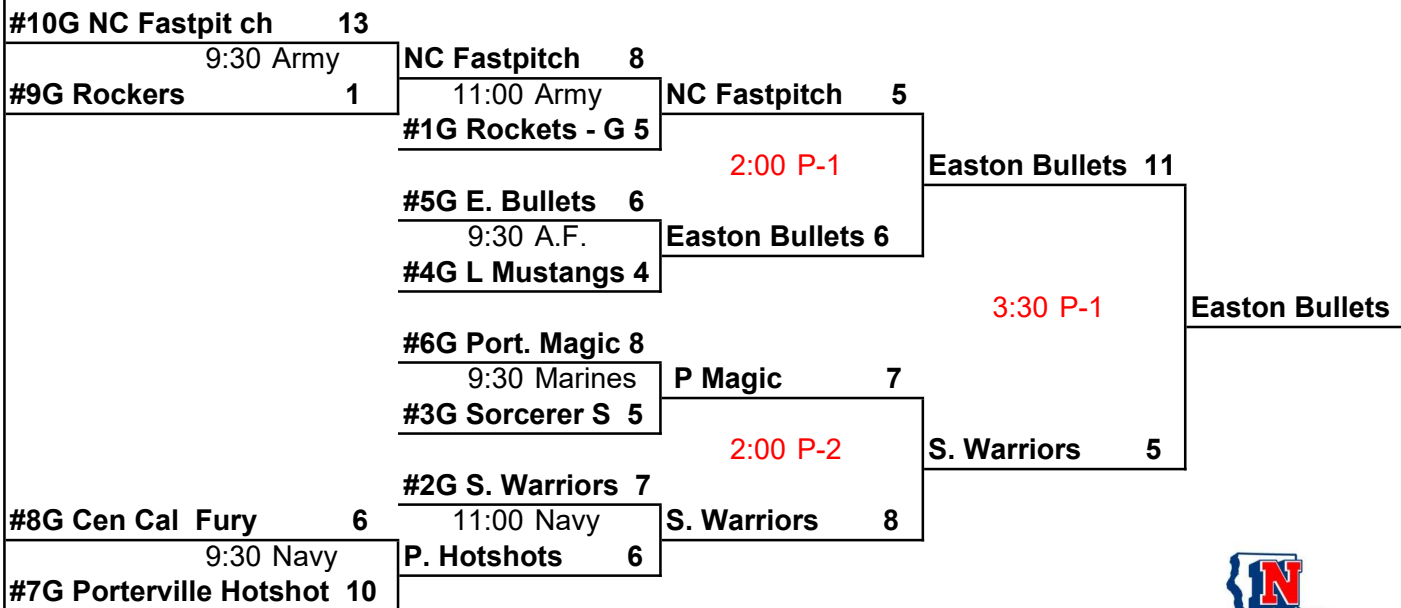 #10G NC Fastpit ch 13
9:30 Army
#9G Rockers 1
NC Fastpitch 8
11:00 Army
#1G Rockets - G 5
NC Fastpitch 5
2:00 P-1
Easton Bullets 11
#5G E. Bullets 6
9:30 A.F.
#4G L Mustangs 4
Easton Bullets 6
3:30 P-1
Easton Bullets
#6G Port. Magic 8
9:30 Marines
#3G Sorcerer S 5
P Magic 7
2:00 P-2
S. Warriors 5
#2G S. Warriors 7
11:00 Navy
S. Warriors 8
#8G Cen Cal Fury 6
9:30 Navy
P. Hotshots 6
#7G Porterville Hotshot 10
N